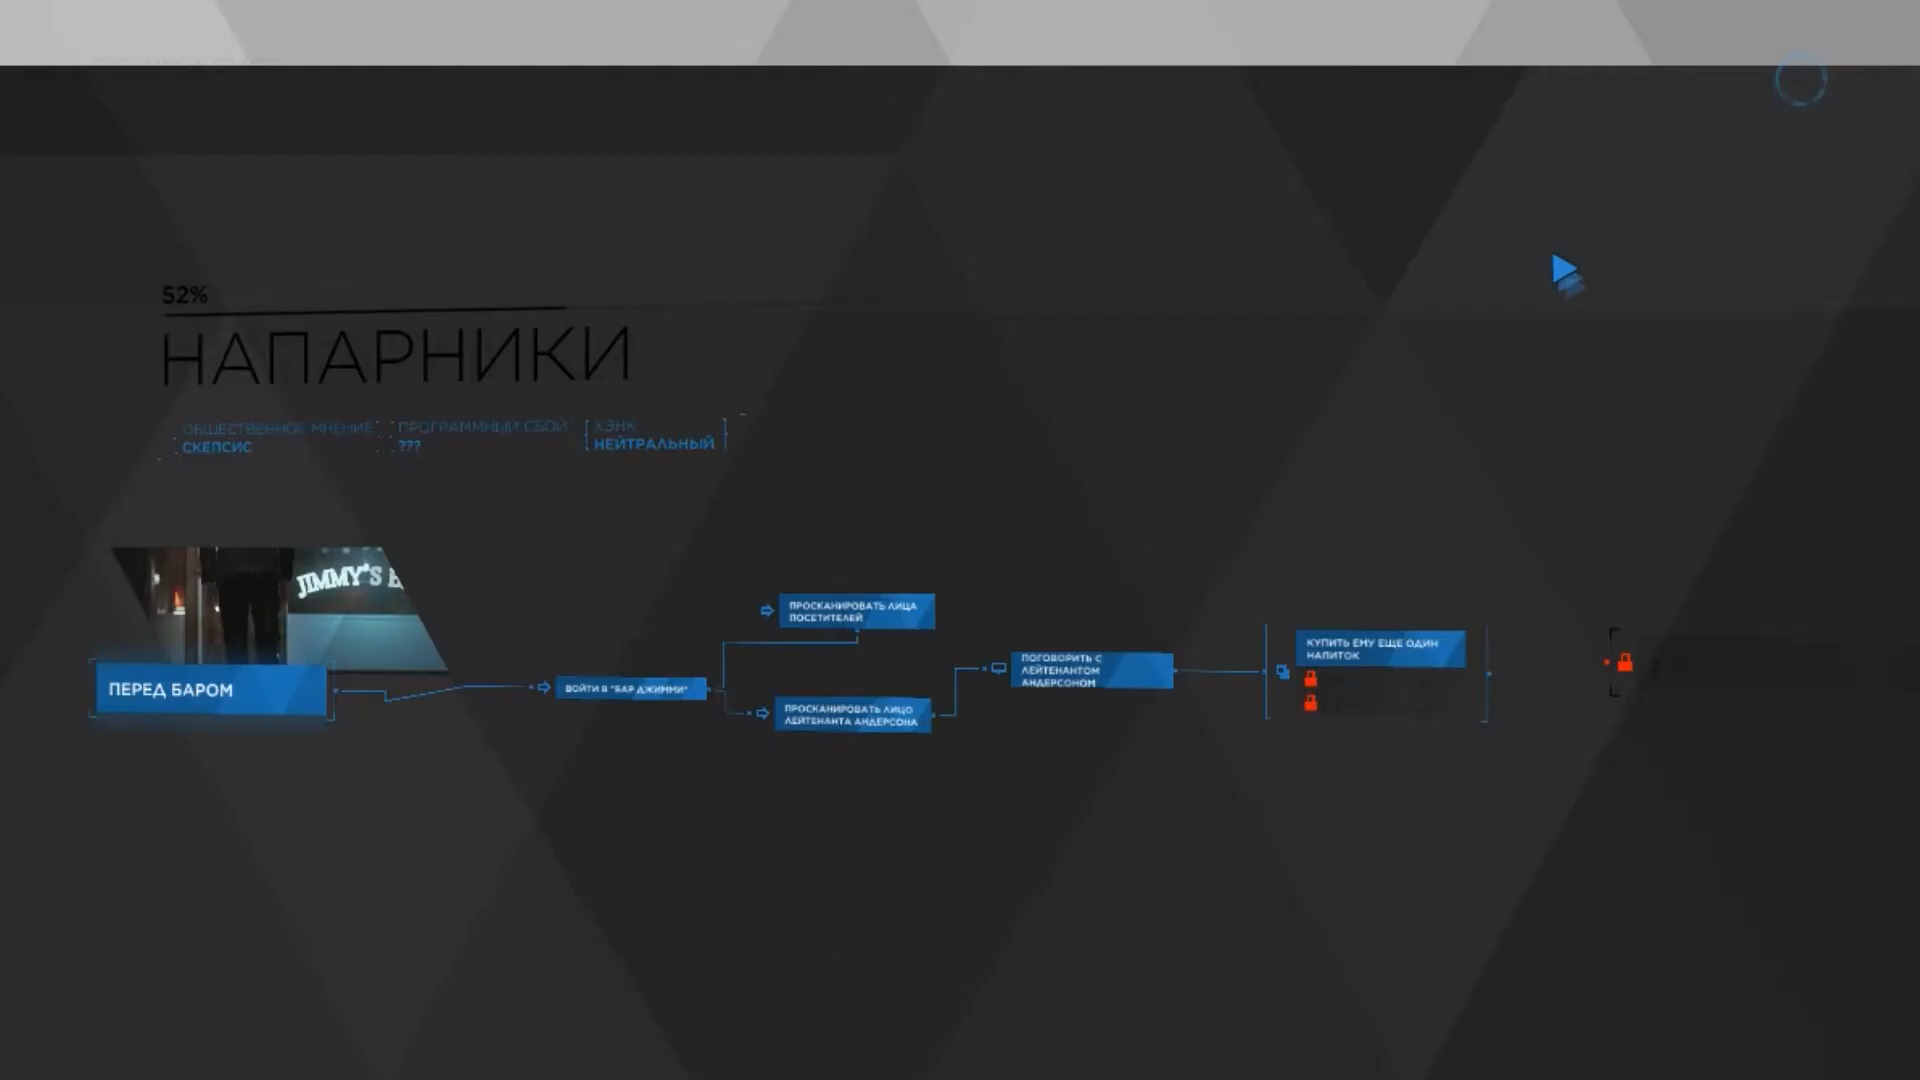 52%
НАПАРНИКИ
ОБЩЕСТВЕННОЕ МНЕНИЕ
СКЕПСИС
ПРОГРАММНЫЙ СБОЙ
???
ХЭНК
НЕЙТРАЛЬНЫЙ
JIMMY'S B
ПЕРЕД БАРОМ
ВОЙТИ В "БАР ДЖИММИ"
ПРОСКАНИРОВАТЬ ЛИЦА
ПОСЕТИТЕЛЕЙ
ПРОСКАНИРОВАТЬ ЛИЦО
ЛЕЙТЕНАНТА АНДЕРСОНА
ПОГОВОРИТЬ С
ЛЕЙТЕНАНТОМ
АНДЕРСОНОМ
КУПИТЬ ЕМУ ЕЩЕ ОДИН
НАПИТОК